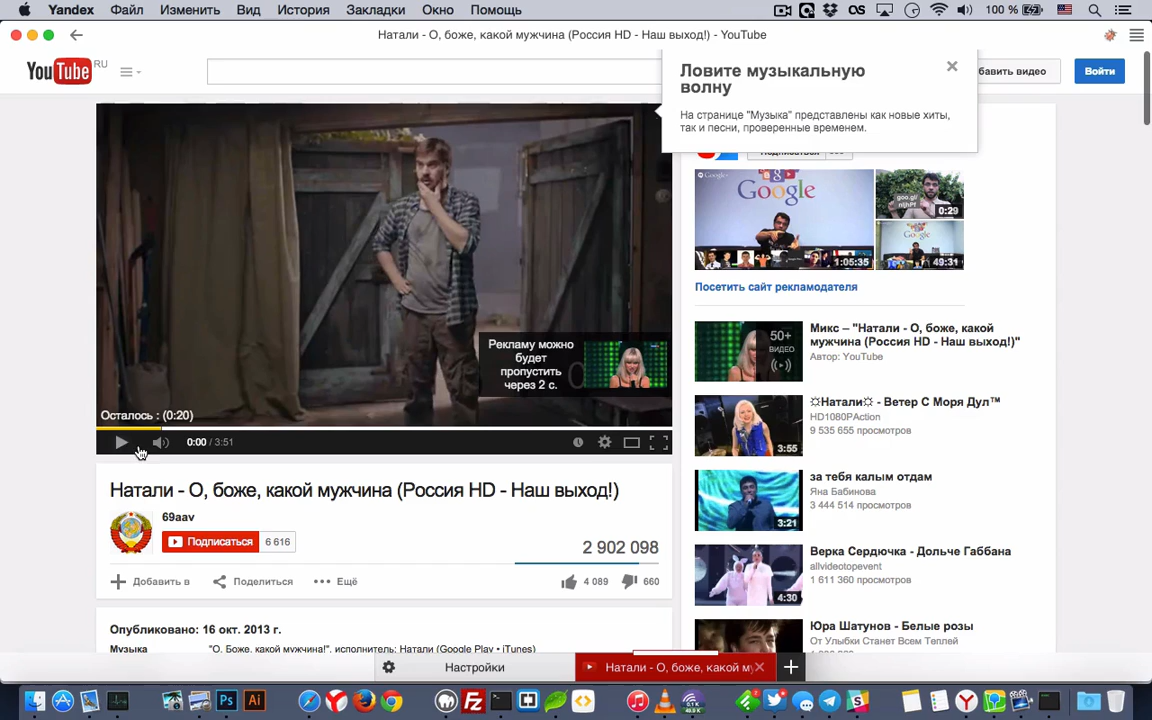 Yandex Файл Изменить Вид История Закладки Окно Помощь
100 %
Натали - О, боже, какой мужчина (Россия HD - Наш выход!) - YouTube
YouTube RU
Ловите музыкальную
волну
На странице "Музыка" представлены как новые хиты,
так и песни, проверенные временем.
бавить видео
Войти
Google
goo.gl
0:29
Google
1:05:35
49:31
Посетить сайт рекламодателя
Рекламу можно
будет
пропустить
через 2 с.
Осталось : (0:20)
0:00 / 3:51
Натали - О, боже, какой мужчина (Россия HD - Наш выход!)
69aav
Подписаться 6 616
2 902 098
Добавить в Поделиться Ещё 4 089 660
Опубликовано: 16 окт. 2013 г.
Музыка "О, Боже, какой мужчина!", исполнитель: Натали (Google Play • iTunes)
50+
ВИДЕО
Микс – "Натали - О, боже, какой
мужчина (Россия HD - Наш выход!)"
Автор: YouTube
☼Натали☼ - Ветер С Моря Дул™
HD1080PAction
9 535 655 просмотров
3:55
за тебя калым отдам
Яна Бабинова
3 444 514 просмотров
3:21
Верка Сердючка - Дольче Габбана
allvideotopevent
1 611 360 просмотров
4:30
Юра Шатунов - Белые розы
От Улыбки Станет Всем Теплей
Настройки
Натали - О, боже, какой м
Ps Ai